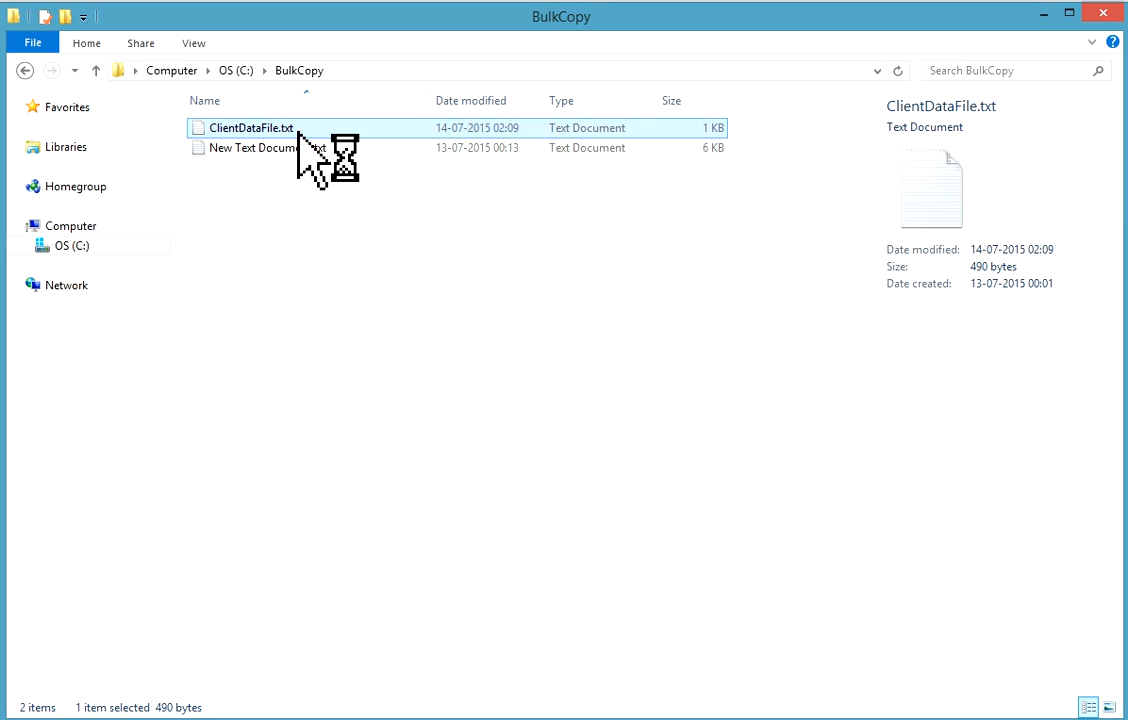 BulkCopy
File Home Share View
Computer OS (C:) BulkCopy Search BulkCopy
Name Date modified Type Size
Favorites
Libraries
Homegroup
Computer
OS (C:)
Network
ClientDataFile.txt 14-07-2015 02:09 Text Document 1 KB
New Text 13-07-2015 00:13 Text Document 6 KB
ClientDataFile.txt
Text Document
Date modified: 14-07-2015 02:09
Size: 490 bytes
Date created: 13-07-2015 00:01
2 items 1 item selected 490 bytes